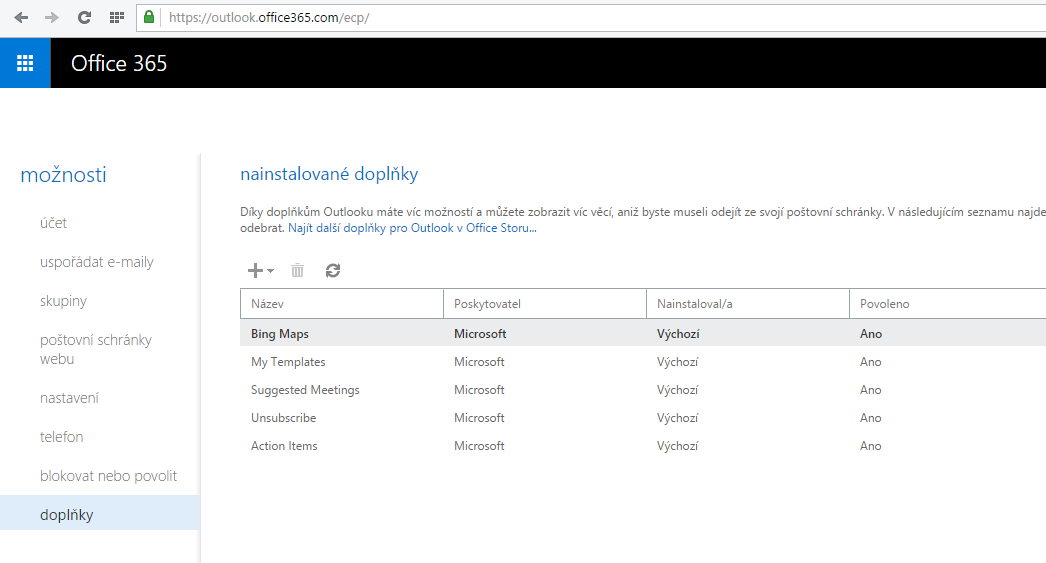 https://outlook.office365.com/ecp/
Office 365
možnosti
účet
uspořádat e-maily
skupiny
poštovní schránky
webu
nastavení
telefon
blokovat nebo povolit
doplňky
nainstalované doplňky
Díky doplňkům Outlooku máte víc možností a můžete zobrazit víc věcí, aniž byste museli odejít ze svojí poštovní schránky. V následujícím seznamu najde
odebrat. Najít další doplňky pro Outlook v Office Storu...
Název Poskytovatel Nainstaloval/a Povoleno
Bing Maps Microsoft Výchozí Ano
My Templates Microsoft Výchozí Ano
Suggested Meetings Microsoft Výchozí Ano
Unsubscribe Microsoft Výchozí Ano
Action Items Microsoft Výchozí Ano